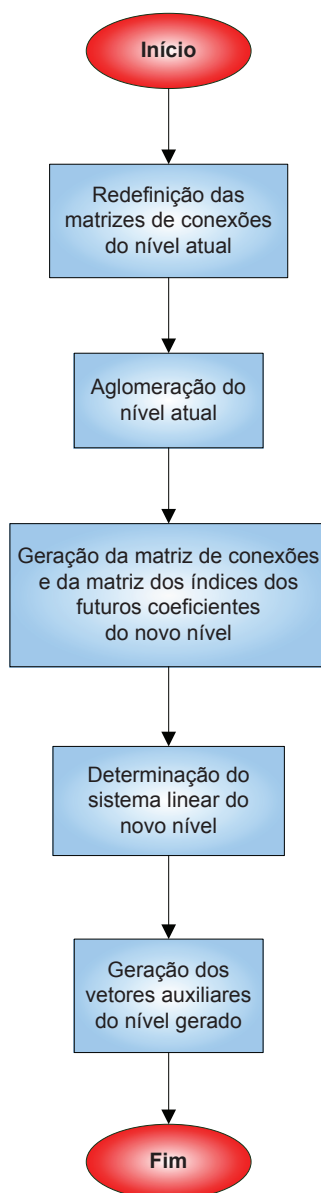 Início
Redefinição das
matrizes de conexões
do nível atual
Aglomeração do
nível atual
Geração da matriz de conexões
e da matriz dos índices dos
futuros coeficientes
do novo nível
Determinação do
sistema linear do
novo nível
Geração dos
vetores auxiliares
do nível gerado
Fim